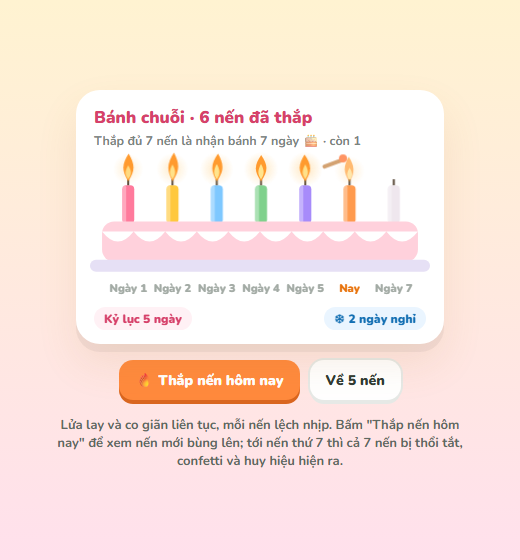 Bánh chuỗi · 6 nến đã thắp
Thắp đủ 7 nến là nhận bánh 7 ngày 🎂 · còn 1
Ngày 1 Ngày 2 Ngày 3 Ngày 4 Ngày 5 Nay Ngày 7
Kỷ lục 5 ngày
❄ 2 ngày nghỉ
🔥 Thắp nến hôm nay
Về 5 nến
Lửa lay và co giãn liên tục, mỗi nến lệch nhịp. Bấm "Thắp nến hôm
nay" để xem nến mới bùng lên; tới nến thứ 7 thì cả 7 nến bị thổi tắt,
confetti và huy hiệu hiện ra.